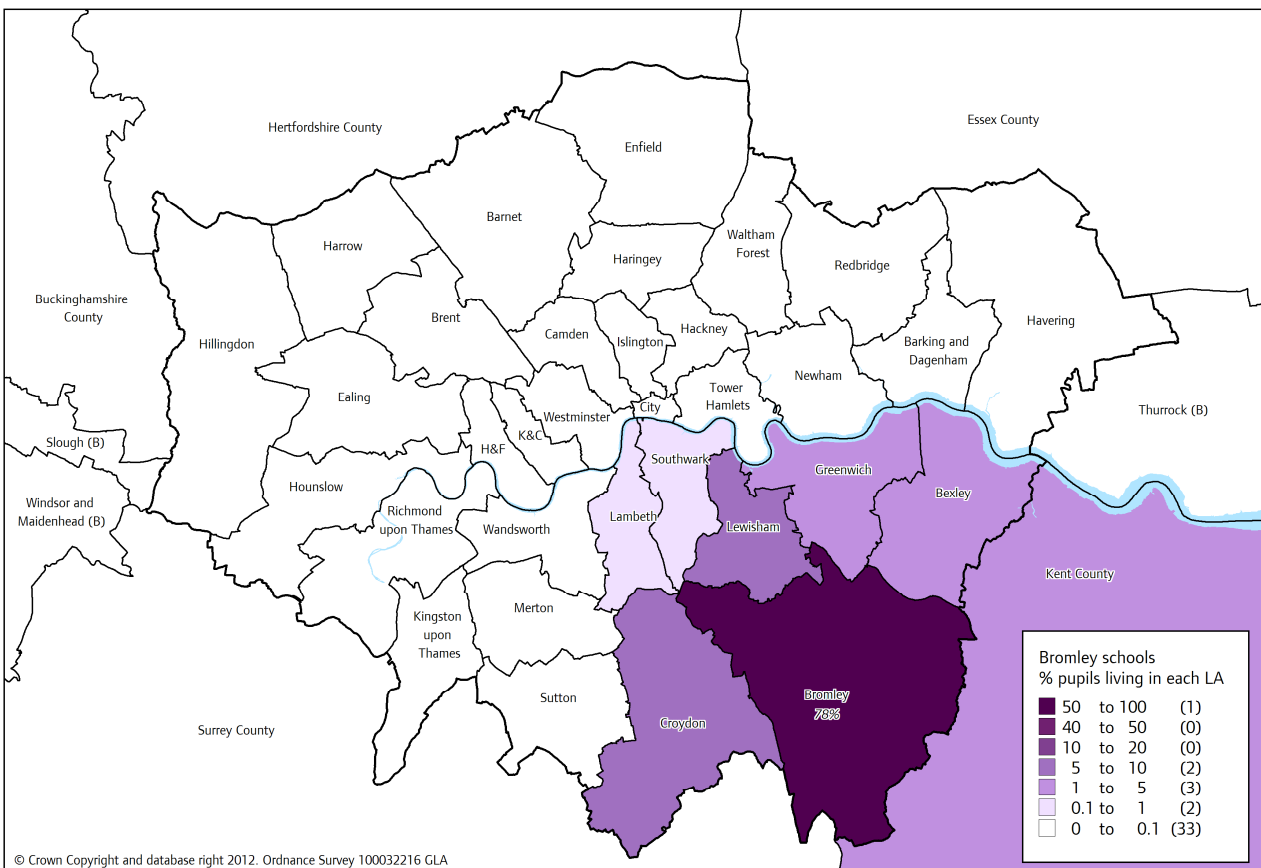 Hertfordshire County
Essex County
Enfield
Barnet
Harrow
Waltham
Forest
Haringey
Redbridge
Buckinghamshire
County
Hillingdon
Brent
Camden
Islington
Hackney
Havering
Barking and
Dagenham
Ealing
Newham
Tower
Hamlets
Westminster
City
Thurrock (B)
Slough (B)
H&F
K&C
Southwark
Greenwich
Hounslow
Bexley
Windsor and
Maidenhead (B)
Richmond
upon Thames
Wandsworth
Lambeth
Lewisham
Kent County
Merton
Kingston
upon
Thames
Sutton
Croydon
Bromley
78%
Surrey County
Bromley schools
% pupils living in each LA
50 to 100 (1)
40 to 50 (0)
10 to 20 (0)
5 to 10 (2)
1 to 5 (3)
0.1 to 1 (2)
0 to 0.1 (33)
© Crown Copyright and database right 2012. Ordnance Survey 100032216 GLA